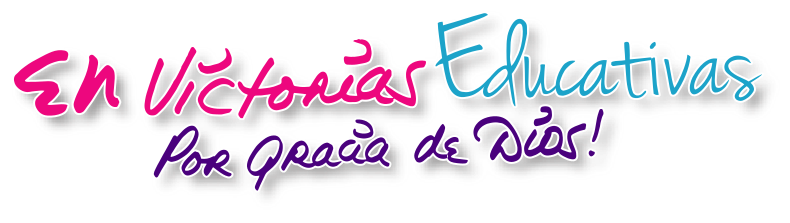 En Victorias Educativas
Por Gracia de Dios!